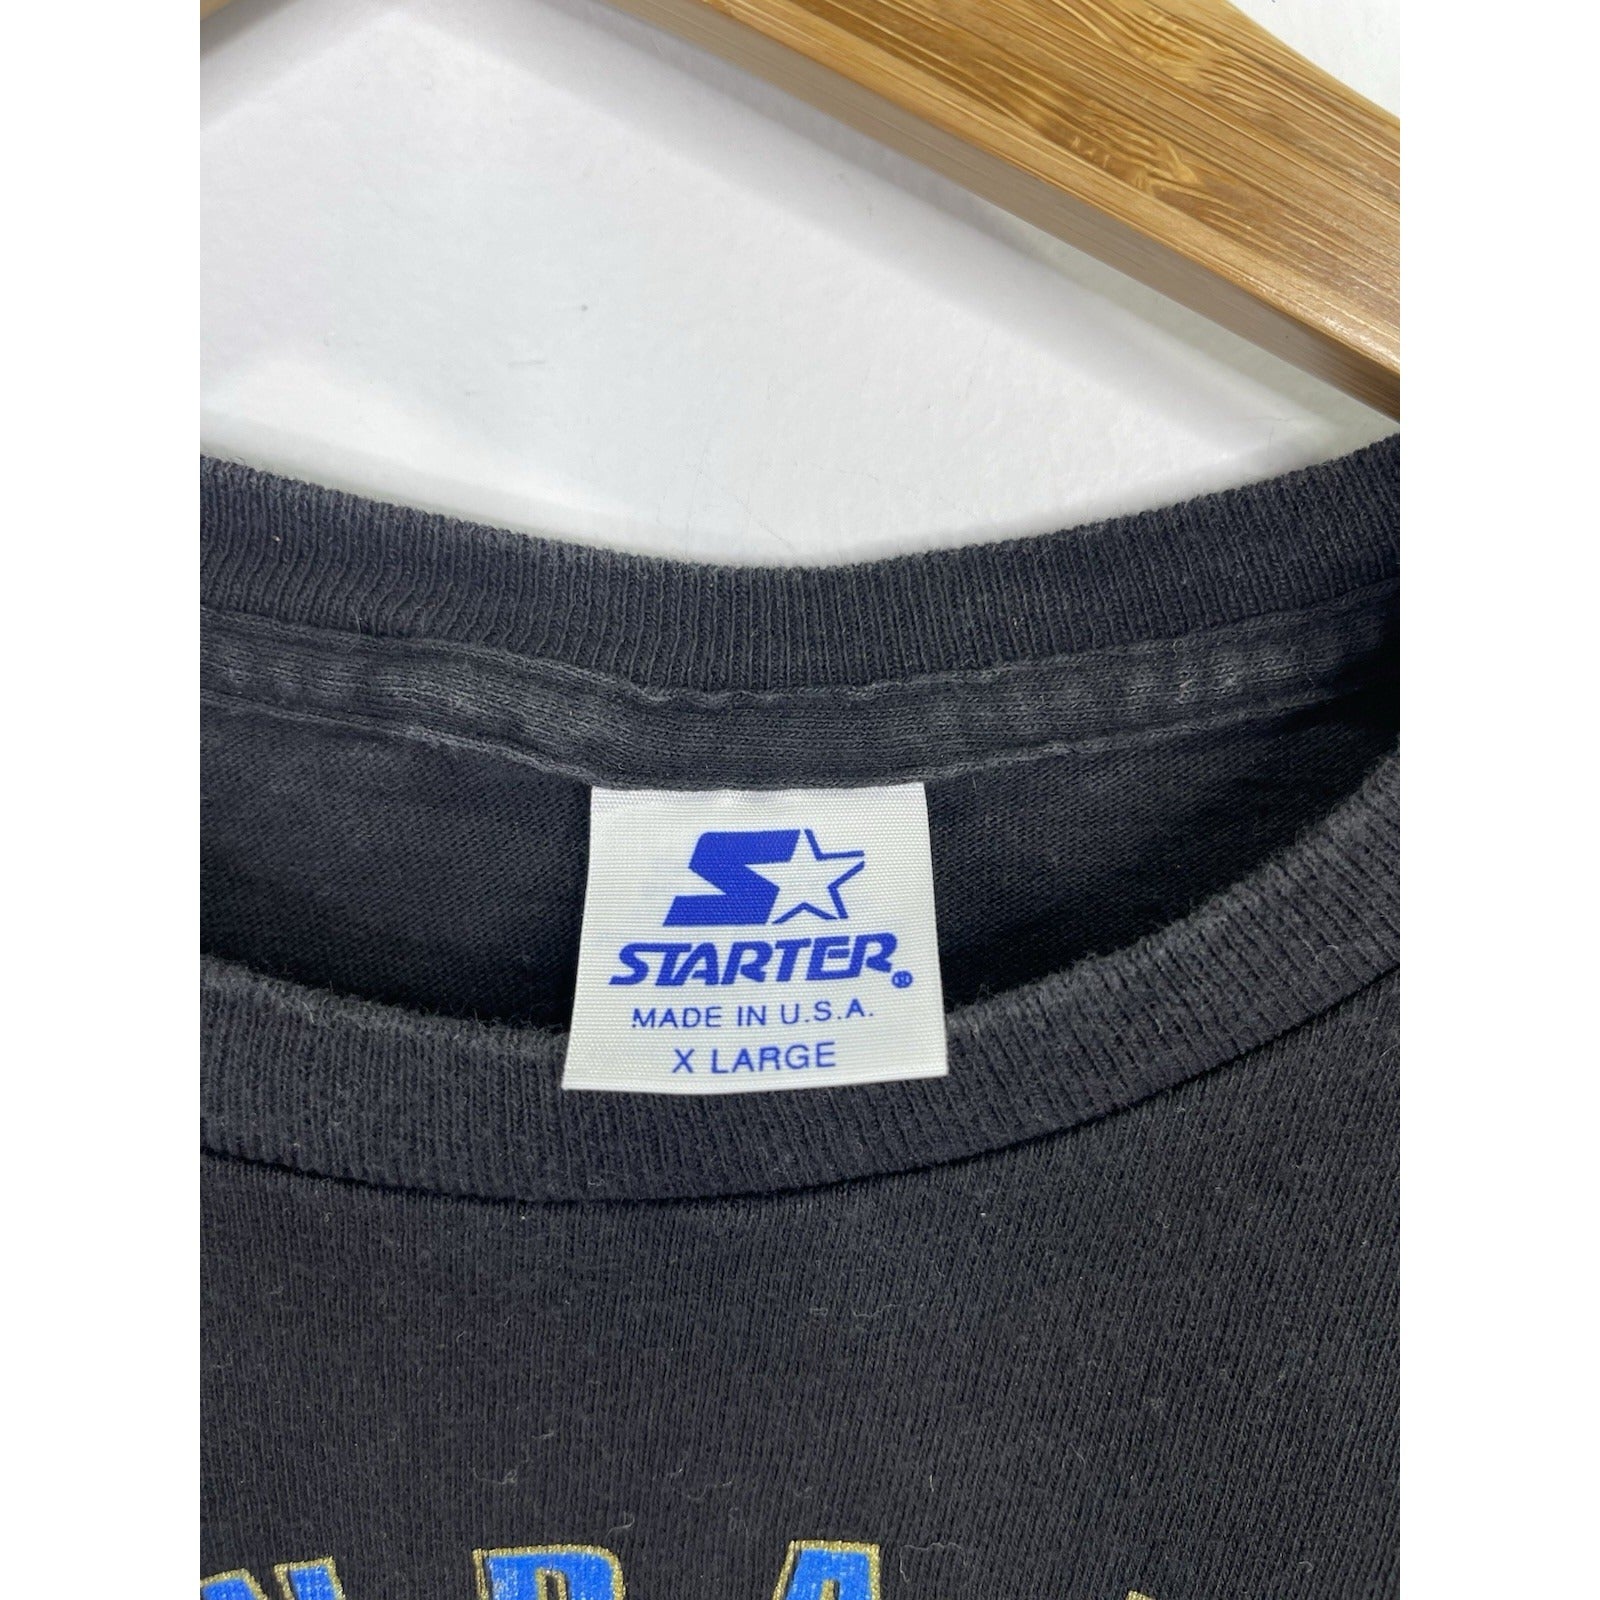 STARTER®
MADE IN U.S.A.
X LARGE